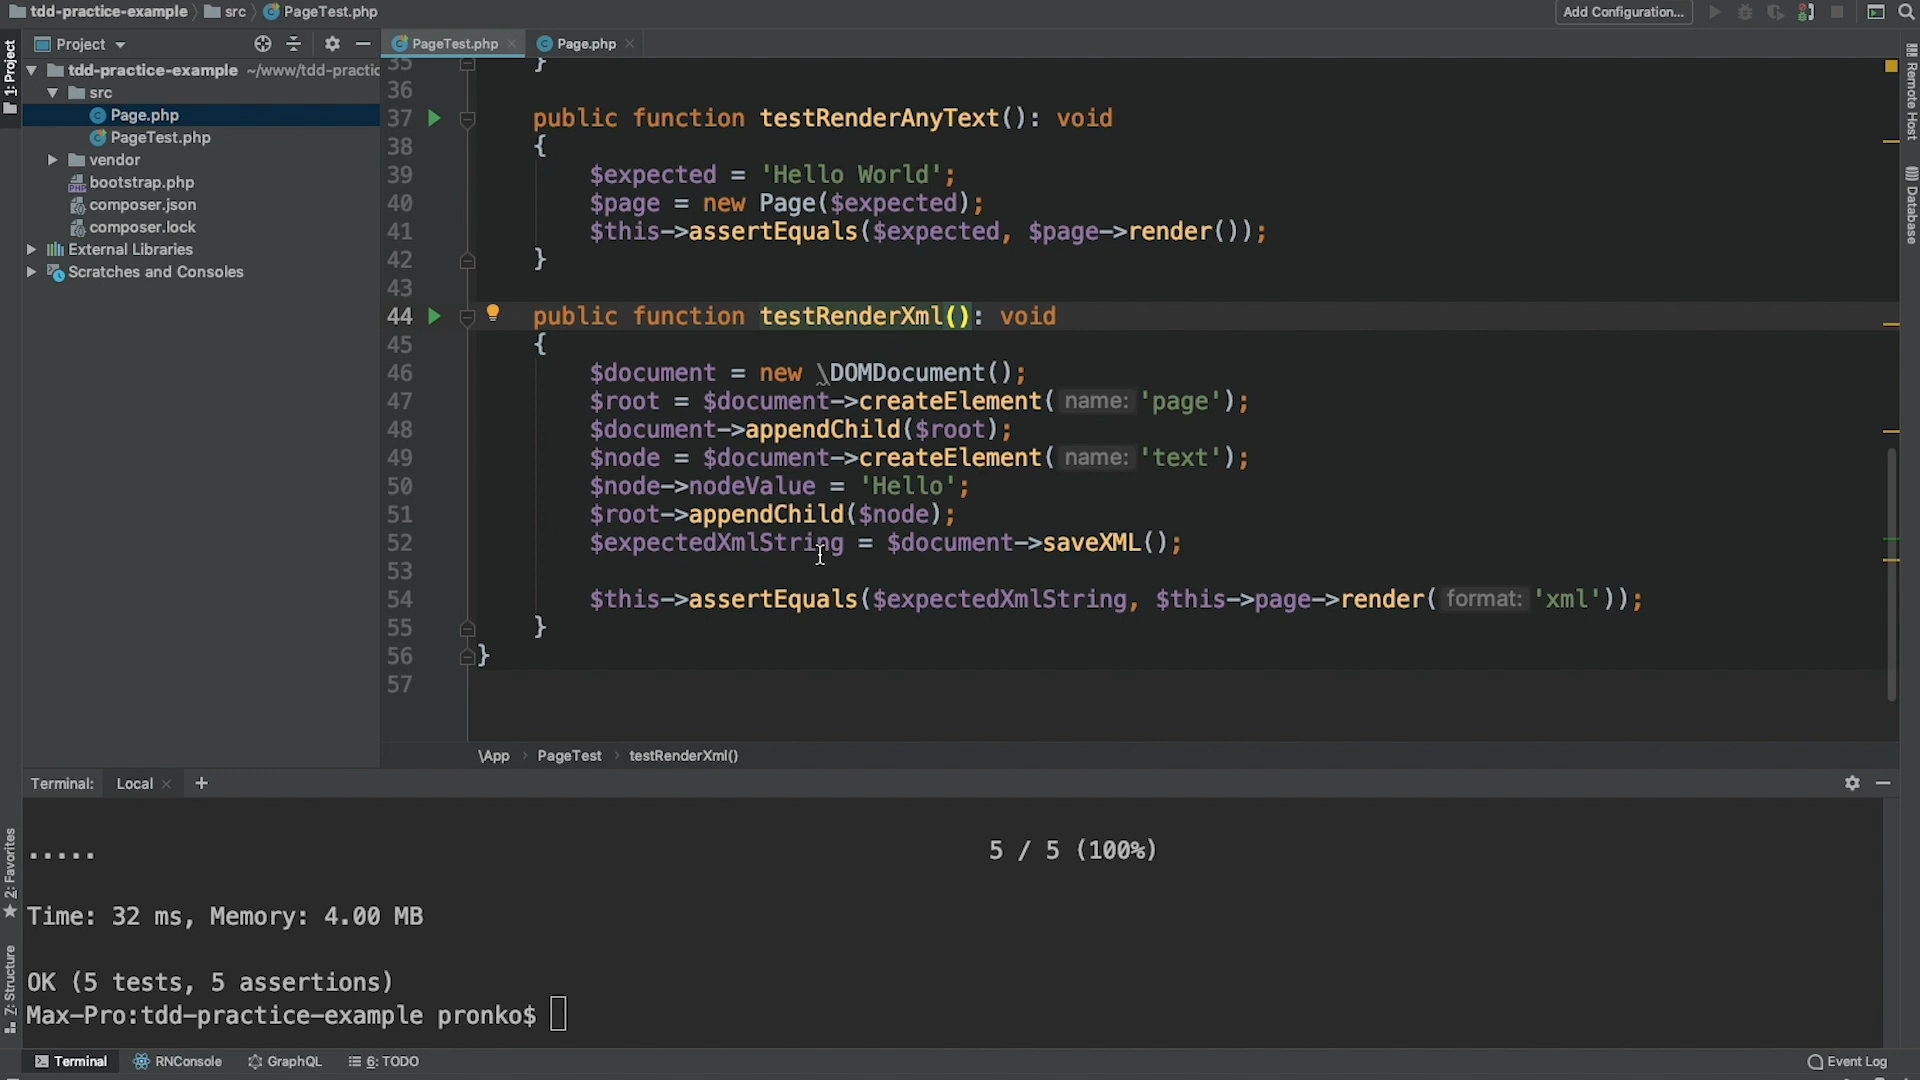 tdd-practice-example src PageTest.php Add Configuration...
1: Project
Project
PageTest.php Page.php
tdd-practice-example ~/www/tdd-practic
src
Page.php
PageTest.php
vendor
bootstrap.php
composer.json
composer.lock
External Libraries
Scratches and Consoles
35 }
36
37 public function testRenderAnyText(): void
38 {
39 $expected = 'Hello World';
40 $page = new Page($expected);
41 $this->assertEquals($expected, $page->render());
42 }
43
44 public function testRenderXml(): void
45 {
46 $document = new \DOMDocument();
47 $root = $document->createElement( name: 'page');
48 $document->appendChild($root);
49 $node = $document->createElement( name: 'text');
50 $node->nodeValue = 'Hello';
51 $root->appendChild($node);
52 $expectedXmlString = $document->saveXML();
53
54 $this->assertEquals($expectedXmlString, $this->page->render( format: 'xml'));
55 }
56 }
57
\App PageTest testRenderXml()
Remote Host
Database
Terminal: Local +
..... 5 / 5 (100%)
Time: 32 ms, Memory: 4.00 MB
OK (5 tests, 5 assertions)
Max-Pro:tdd-practice-example pronko$
2: Favorites
7: Structure
Terminal RNConsole GraphQL 6: TODO Event Log